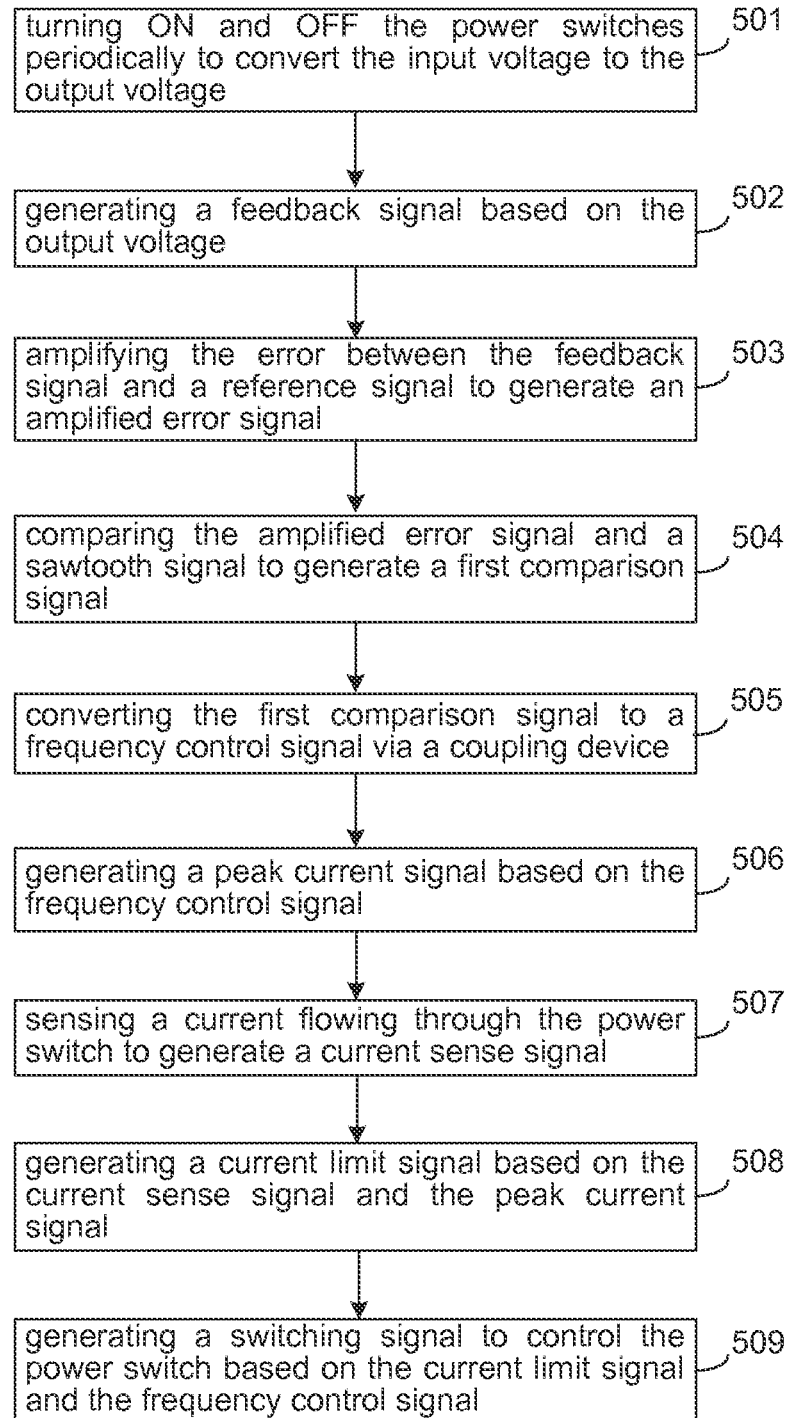 turning ON and OFF the power switches
periodically to convert the input voltage to the
output voltage
501
generating a feedback signal based on the
output voltage
502
amplifying the error between the feedback
signal and a reference signal to generate an
amplified error signal
503
comparing the amplified error signal and a
sawtooth signal to generate a first comparison
signal
504
converting the first comparison signal to a
frequency control signal via a coupling device
505
generating a peak current signal based on the
frequency control signal
506
sensing a current flowing through the power
switch to generate a current sense signal
507
generating a current limit signal based on the
current sense signal and the peak current
signal
508
generating a switching signal to control the
power switch based on the current limit signal
and the frequency control signal
509